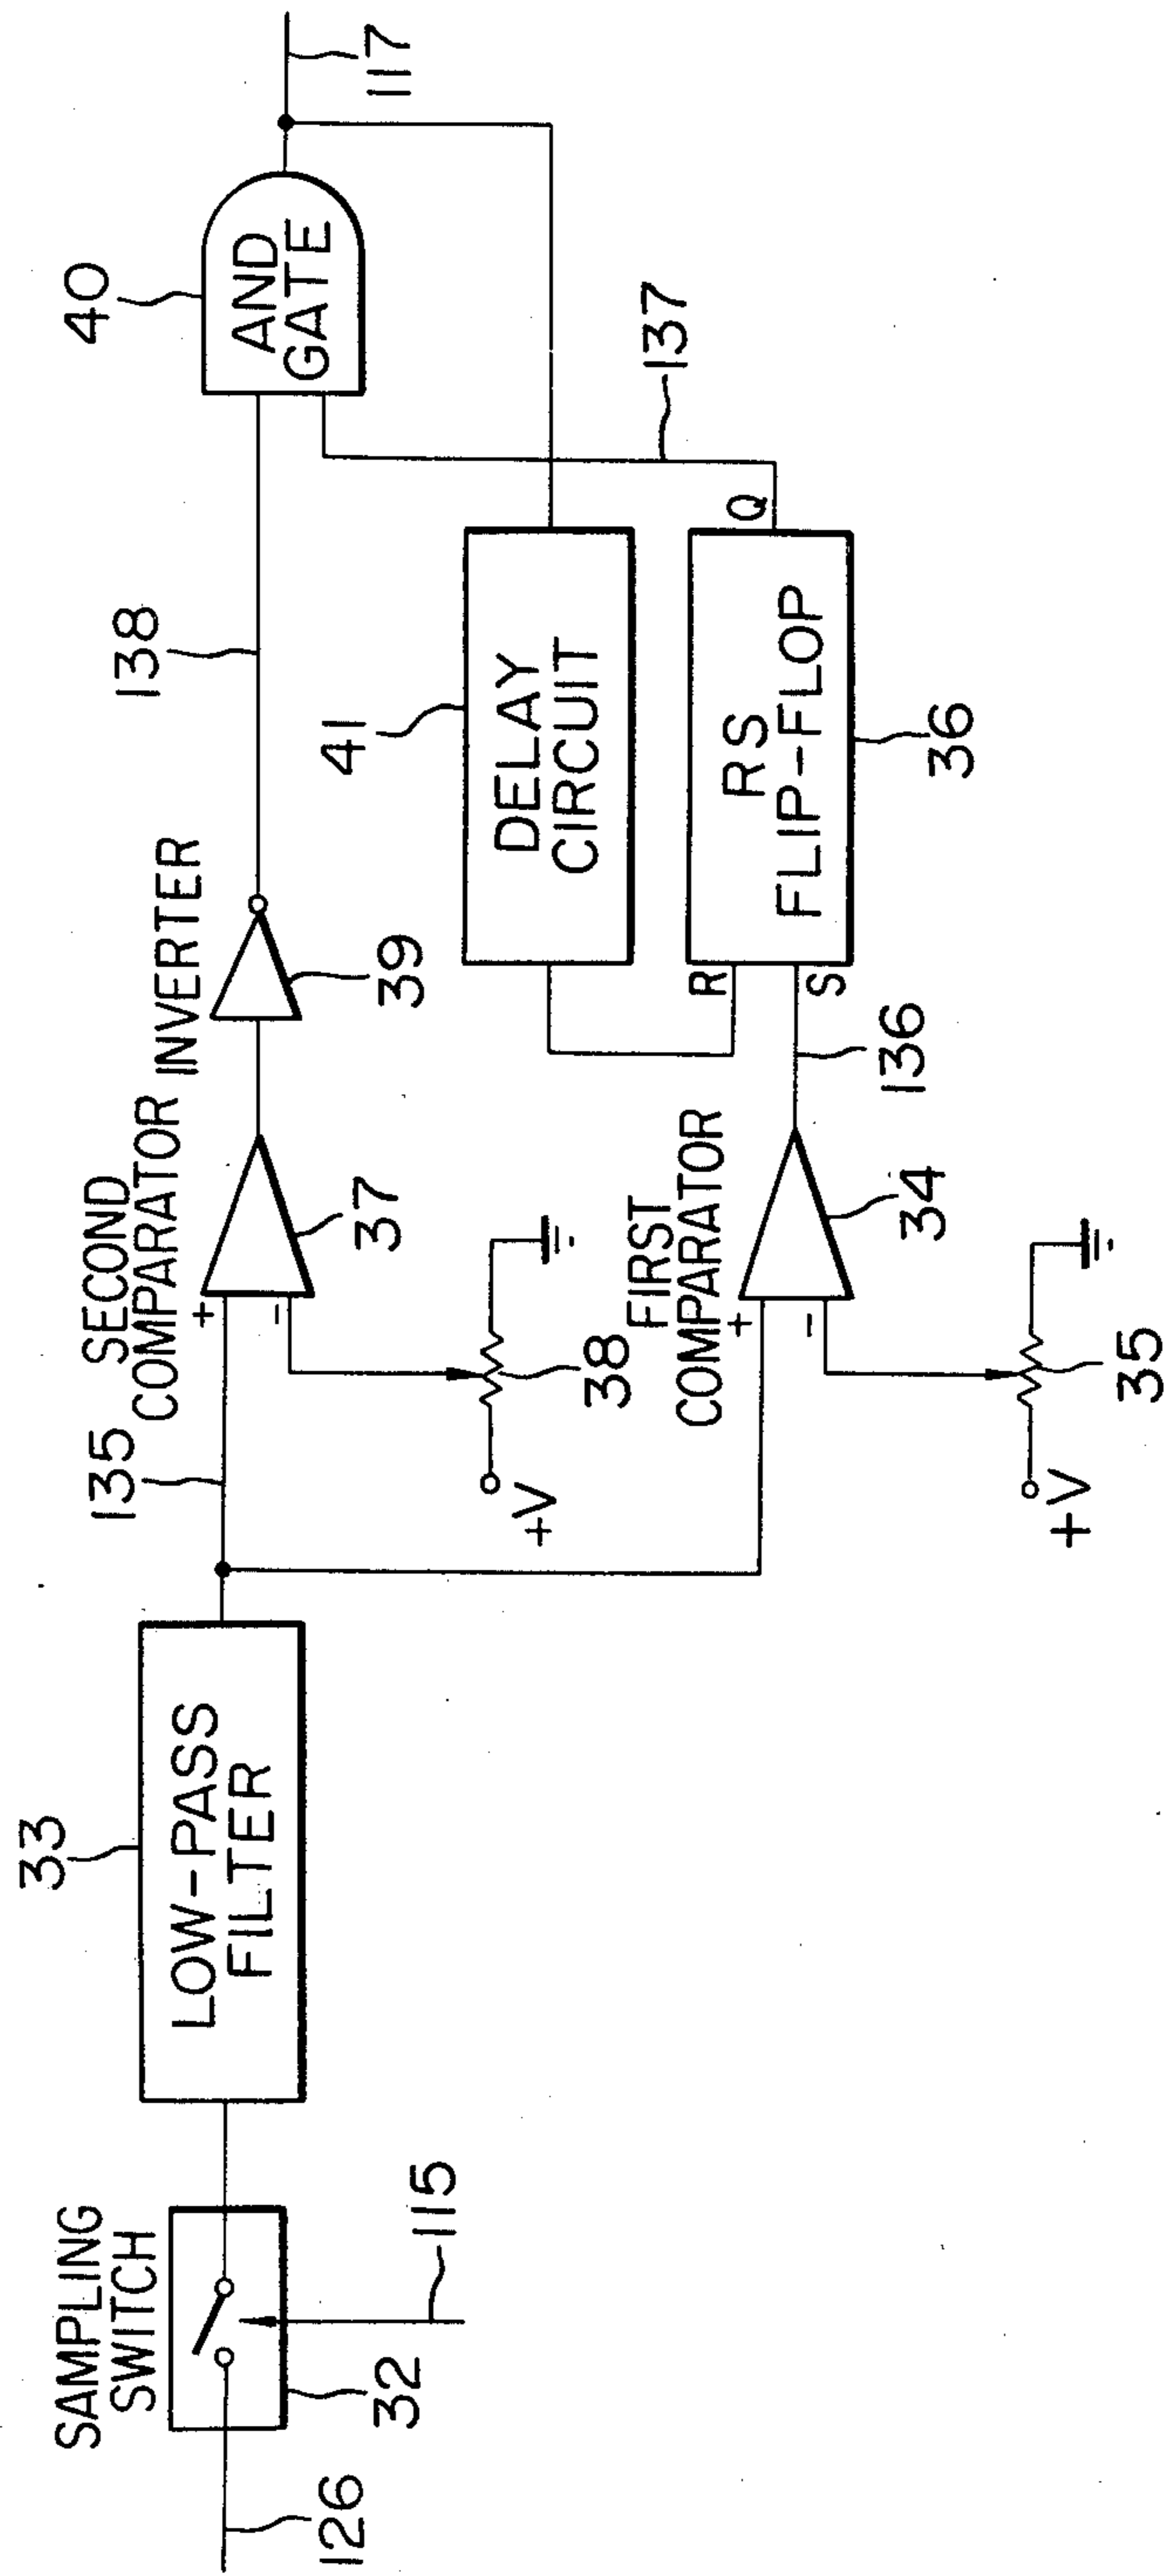 126
SAMPLING
SWITCH
32
115
33
LOW-PASS
FILTER
135
SECOND
COMPARATOR
+
-
37
38
+V
INVERTER
39
138
40
AND
GATE
117
41
DELAY
CIRCUIT
137
FIRST
COMPARATOR
+
-
34
35
+V
136
R
S
Q
RS
FLIP-FLOP
36